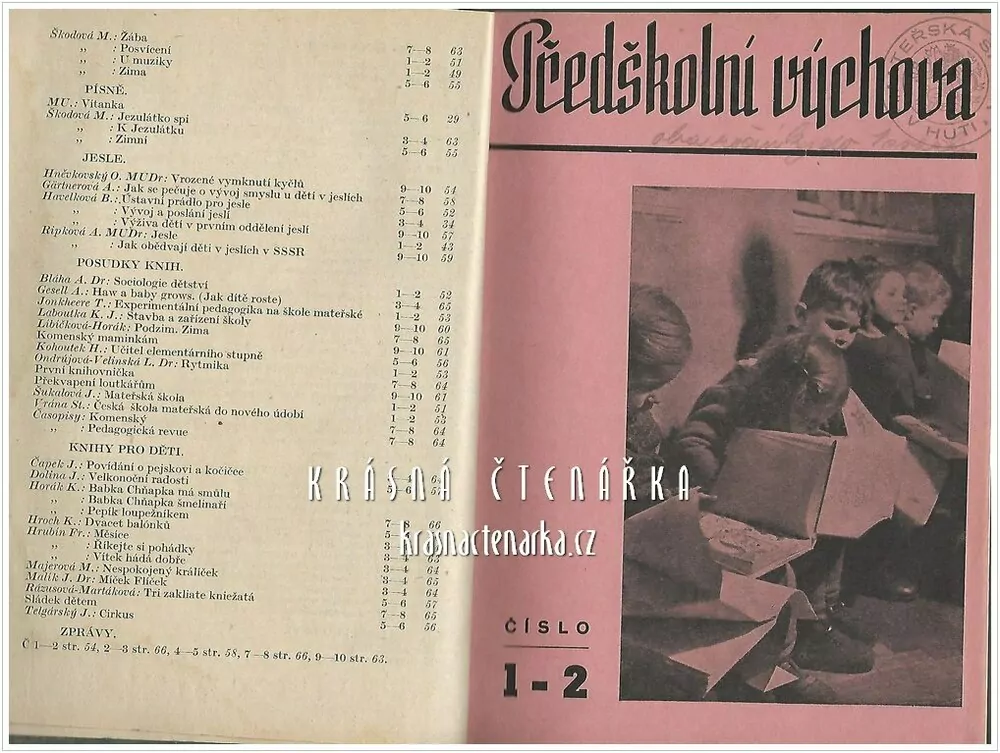 Škodová M.: Žába 7—8 63
„ : Posvícení 1—2 51
„ : U muziky 1—2 49
„ : Zima 5—6 55
PÍSNĚ.
MU.: Vítanka 5—6 29
Škodová M.: Jezulátko spí
„ : K Jezulátku 3—4 63
„ : Zimní 5—6 55
JESLE.
Hněvkovský O. MUDr: Vrozené vymknutí kyčlů 9—10 54
Gärtnerová A.: Jak se pečuje o vývoj smyslu u dětí v jeslích 7—8 58
Havelková B.: Ústavní prádlo pro jesle 5—6 52
„ : Vývoj a poslání jeslí 3—4 34
„ : Výživa dětí v prvním oddělení jeslí 9—10 57
Ripková A. MUDr: Jesle 1—2 43
„ : Jak obědvají děti v jeslích v SSSR 9—10 59
POSUDKY KNIH.
Bláha A. Dr: Sociologie dětství 1—2 52
Gesell A.: Haw a baby grows. (Jak dítě roste) 3—4 65
Jonkheere T.: Experimentální pedagogika na škole mateřské 1—2 53
Laboutka K. J.: Stavba a zařízení školy 9—10 60
Libíčková-Horák: Podzim. Zima 7—8 65
Komenský maminkám 9—10 61
Kohoutek H.: Učitel elementárního stupně 5—6 56
Ondrůjová-Velinská L. Dr: Rytmika 1—2 53
První knihovnička 7—8 64
Překvapení loutkářům 9—10 61
Šukalová J.: Mateřská škola 1—2 51
Vrána St.: Česká škola mateřská do nového údobí 1—2 53
Časopisy: Komenský 7—8 64
„ : Pedagogická revue 7—8 64
KNIHY PRO DĚTI.
Čapek J.: Povídání o pejskovi a kočičce
Dolina J.: Velkonoční radosti
Horák K.: Babka Chňapka má smůlu
„ : Babka Chňapka šmelinaří
„ : Pepík loupežníkem
Hroch K.: Dvacet balónků 7—8 66
Hrubín Fr.: Měsíce
„ : Říkejte si pohádky
„ : Vítek hádá dobře
Majerová M.: Nespokojený králíček 3—4 64
Malík J. Dr: Míček Flíček 3—4 65
Rázusová-Martáková: Tri zakliate kniežatá 3—4 64
Sládek dětem 5—6 57
Telgárský J.: Cirkus 7—8 65
5—6 56
ZPRÁVY.
Č 1—2 str. 54, 2—3 str. 66, 4—5 str. 58, 7—8 str. 66, 9—10 str. 63.
Předškolní výchova
V HUTI
ČÍSLO
1-2
KRÁSNÁ ČTENÁŘKA
krasnactenarka.cz